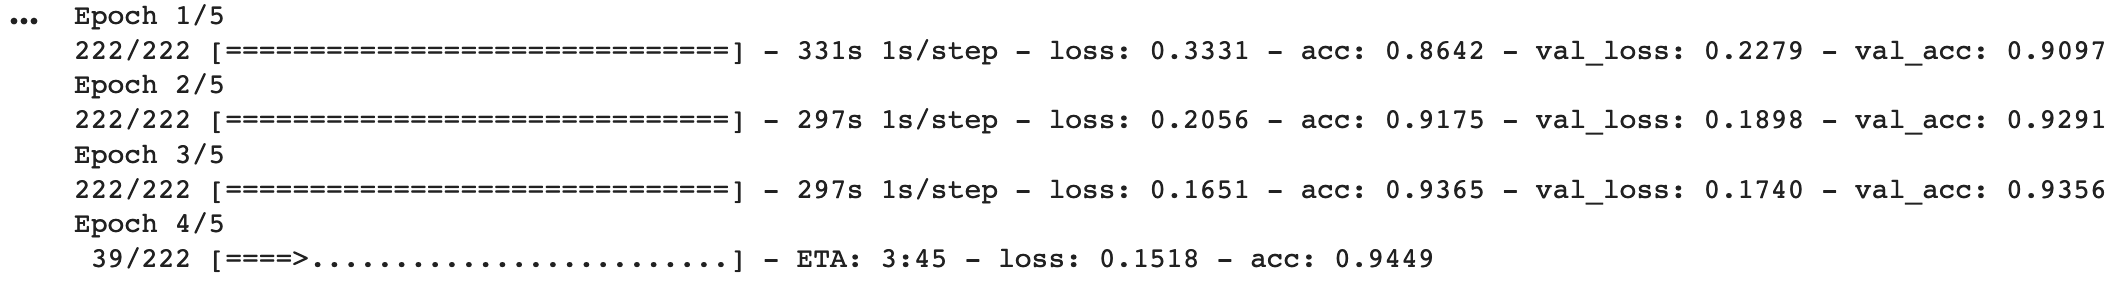 ... Epoch 1/5
222/222 [==============================] - 331s 1s/step - loss: 0.3331 - acc: 0.8642 - val_loss: 0.2279 - val_acc: 0.9097
Epoch 2/5
222/222 [==============================] - 297s 1s/step - loss: 0.2056 - acc: 0.9175 - val_loss: 0.1898 - val_acc: 0.9291
Epoch 3/5
222/222 [==============================] - 297s 1s/step - loss: 0.1651 - acc: 0.9365 - val_loss: 0.1740 - val_acc: 0.9356
Epoch 4/5
39/222 [====>.........................] - ETA: 3:45 - loss: 0.1518 - acc: 0.9449